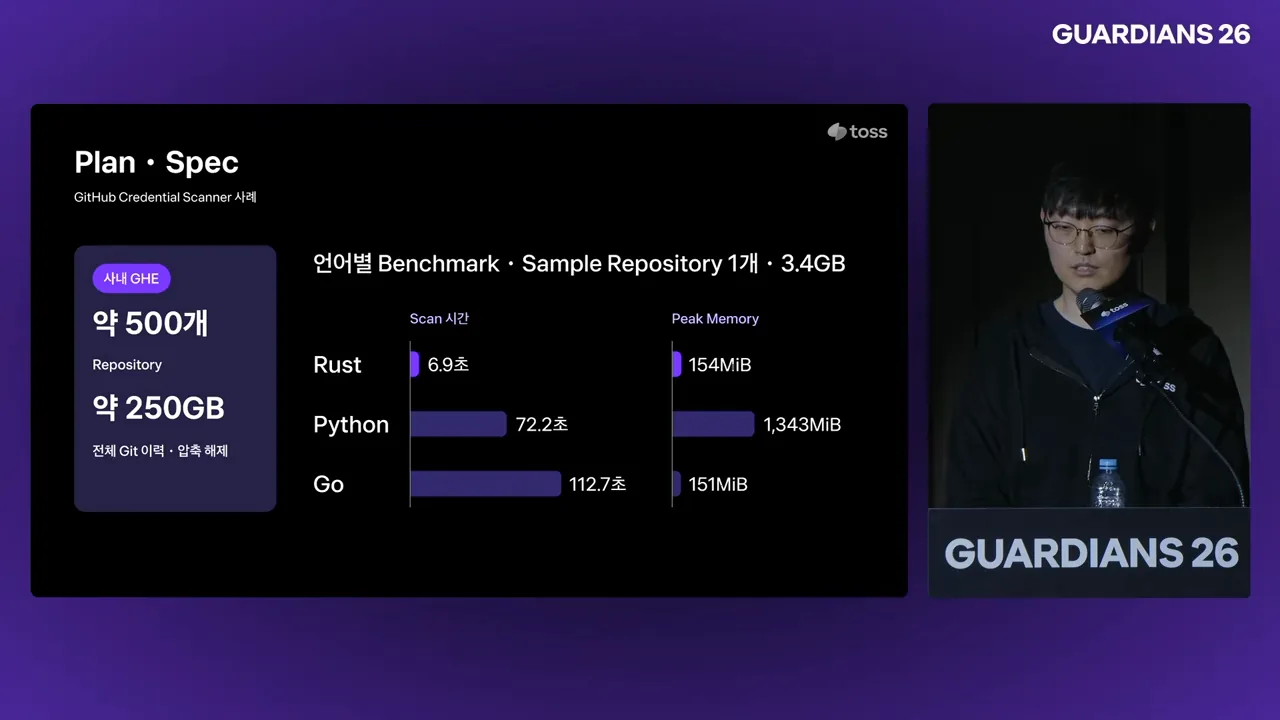 GUARDIANS 26
toss
Plan · Spec
GitHub Credential Scanner 사례
사내 GHE
약 500개
Repository
약 250GB
전체 Git 이력 · 압축 해제
언어별 Benchmark · Sample Repository 1개 · 3.4GB
Scan 시간
Peak Memory
Rust
6.9초
154MiB
Python
72.2초
1,343MiB
Go
112.7초
151MiB
toss
ss
GUARDIANS 26